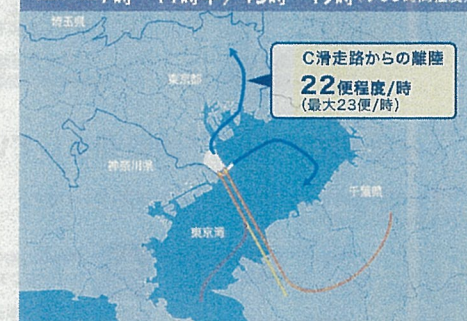 埼玉県
C滑走路からの離陸
22便程度/時
(最大23便/時)
東京都
神奈川県
千葉県
東京湾